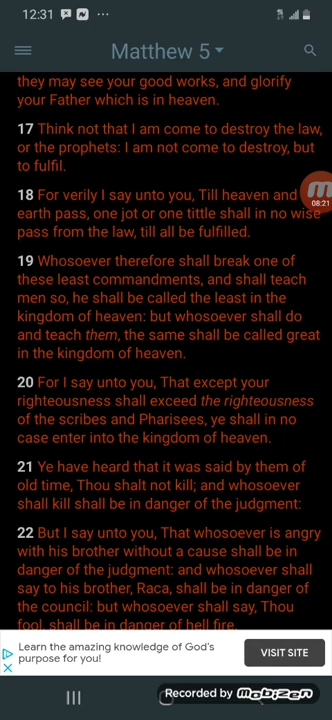 12:31
Matthew 5
they may see your good works, and glorify
your Father which is in heaven.
17 Think not that I am come to destroy the law,
or the prophets: I am not come to destroy, but
to fulfil.
18 For verily I say unto you, Till heaven and
earth pass, one jot or one tittle shall in no wise
pass from the law, till all be fulfilled.
08:21
19 Whosoever therefore shall break one of
these least commandments, and shall teach
men so, he shall be called the least in the
kingdom of heaven: but whosoever shall do
and teach them, the same shall be called great
in the kingdom of heaven.
20 For I say unto you, That except your
righteousness shall exceed the righteousness
of the scribes and Pharisees, ye shall in no
case enter into the kingdom of heaven.
21 Ye have heard that it was said by them of
old time, Thou shalt not kill; and whosoever
shall kill shall be in danger of the judgment:
22 But I say unto you, That whosoever is angry
with his brother without a cause shall be in
danger of the judgment: and whosoever shall
say to his brother, Raca, shall be in danger of
the council: but whosoever shall say, Thou
fool, shall be in danger of hell fire.
Learn the amazing knowledge of God's
purpose for you!
VISIT SITE
Recorded by mobizen